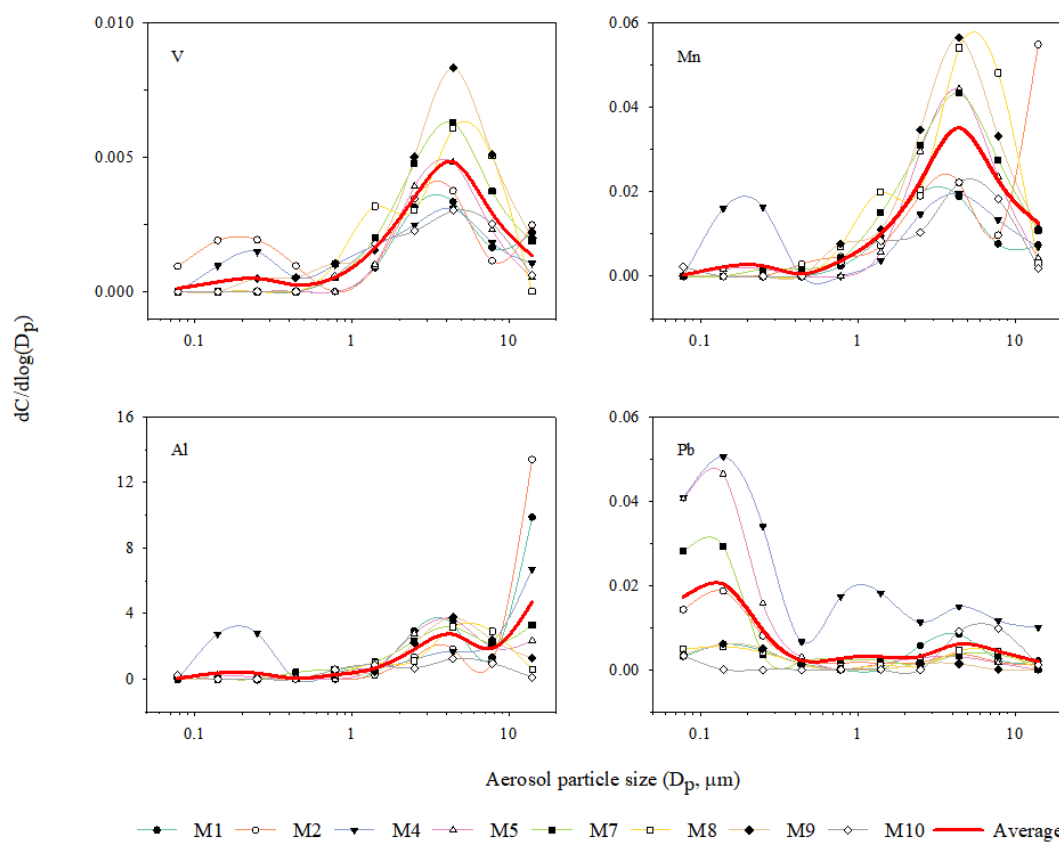 0.010
0.005
0.000
V
0.1 1 10
0.06
0.04
0.02
0.00
Mn
0.1 1 10
dC/dlog(Dp)
16
12
8
4
0
Al
0.1 1 10
0.06
0.04
0.02
0.00
Pb
0.1 1 10
Aerosol particle size (Dp, μm)
M1 M2 M4 M5 M7 M8 M9 M10 Average